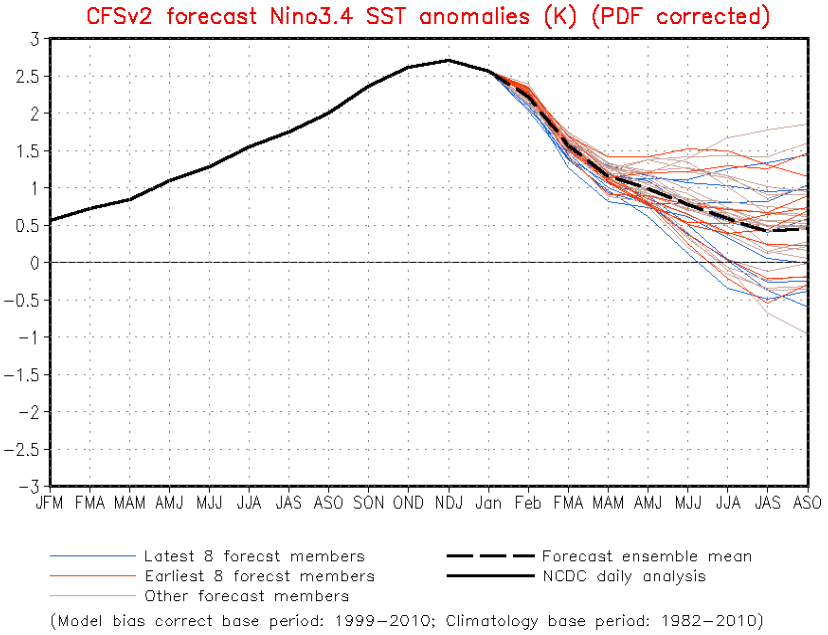 CFSv2 forecast Nino3.4 SST anomalies (K) (PDF corrected)
3
2.5
2
1.5
1
0.5
0
−0.5
−1
−1.5
−2
−2.5
−3
JFM FMA MAM AMJ MJJ JJA JAS ASO SON OND NDJ Jan Feb FMA MAM AMJ MJJ JJA JAS ASO
Latest 8 forecst members
Forecast ensemble mean
Earliest 8 forecst members
NCDC daily analysis
Other forecast members
(Model bias correct base period: 1999−2010; Climatology base period: 1982−2010)